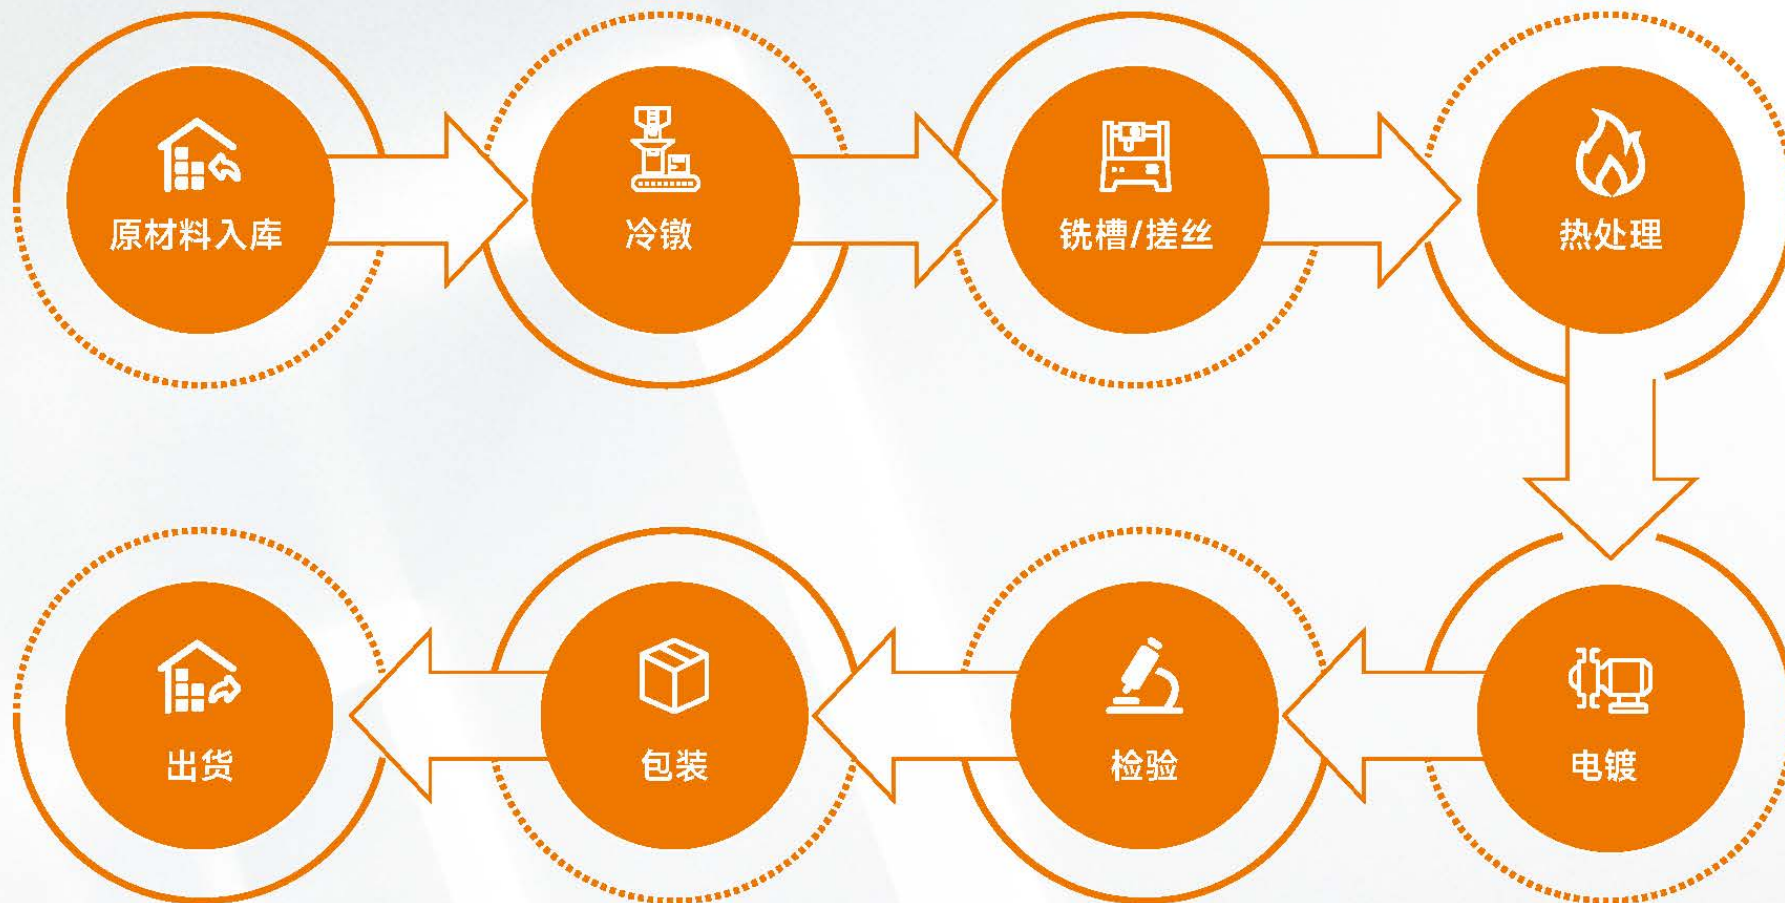 原材料入库
冷镦
铣槽/搓丝
热处理
电镀
检验
包装
出货